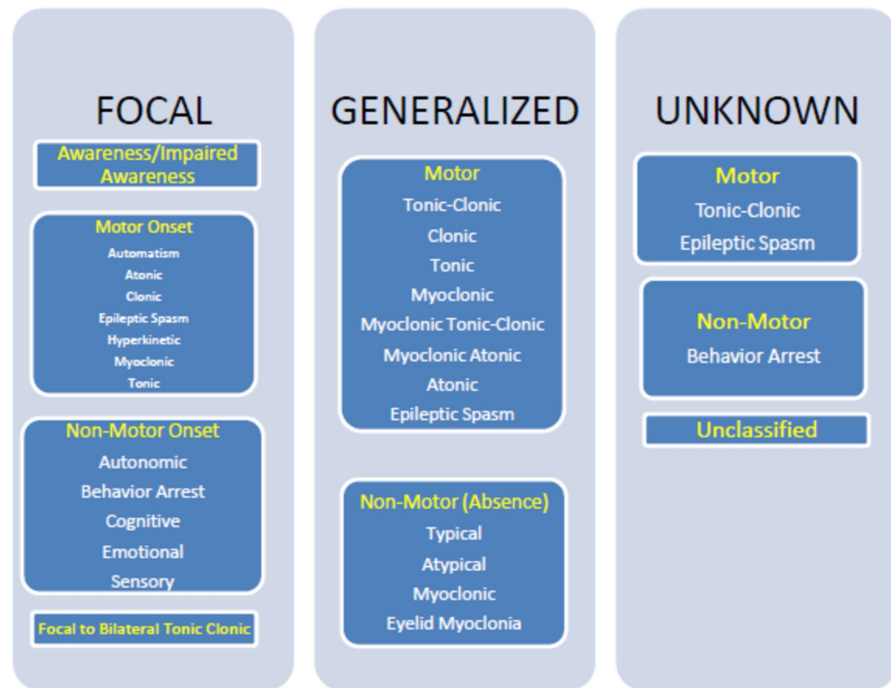 FOCAL
Awareness/Impaired
Awareness
Motor Onset
Automatism
Atonic
Clonic
Epileptic Spasm
Hyperkinetic
Myoclonic
Tonic
Non-Motor Onset
Autonomic
Behavior Arrest
Cognitive
Emotional
Sensory
Focal to Bilateral Tonic Clonic
GENERALIZED
Motor
Tonic-Clonic
Clonic
Tonic
Myoclonic
Myoclonic Tonic-Clonic
Myoclonic Atonic
Atonic
Epileptic Spasm
Non-Motor (Absence)
Typical
Atypical
Myoclonic
Eyelid Myoclonia
UNKNOWN
Motor
Tonic-Clonic
Epileptic Spasm
Non-Motor
Behavior Arrest
Unclassified